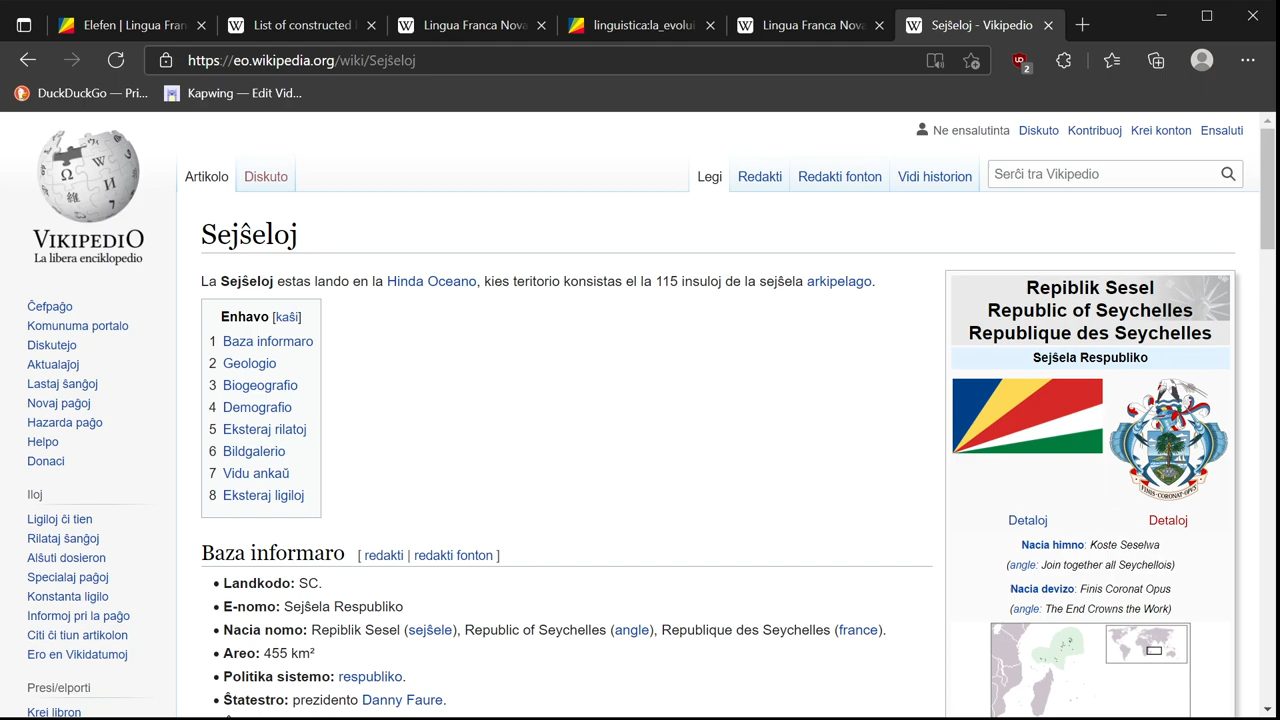 Elefen | Lingua Fran
List of constructed
Lingua Franca Nova
linguistica:la_evolui
Lingua Franca Nova
Sejŝeloj - Vikipedio
https://eo.wikipedia.org/wiki/Sejŝeloj
2
DuckDuckGo — Pri...
Kapwing — Edit Vid...
Ne ensalutinta Diskuto Kontribuoj Krei konton Ensaluti
Artikolo Diskuto Legi Redakti Redakti fonton Vidi historion Serĉi tra Vikipedio
VIKIPEDIO
La libera enciklopedio
Ĉefpaĝo
Komunuma portalo
Diskutejo
Aktualaĵoj
Lastaj ŝanĝoj
Novaj paĝoj
Hazarda paĝo
Helpo
Donaci
Iloj
Ligiloj ĉi tien
Rilataj ŝanĝoj
Alŝuti dosieron
Specialaj paĝoj
Konstanta ligilo
Informoj pri la paĝo
Citi ĉi tiun artikolon
Ero en Vikidatumoj
Presi/elporti
Krei libron
Sejŝeloj
La Sejŝeloj estas lando en la Hinda Oceano, kies teritorio konsistas el la 115 insuloj de la sejŝela arkipelago.
Enhavo [kaŝi]
1 Baza informaro
2 Geologio
3 Biogeografio
4 Demografio
5 Eksteraj rilatoj
6 Bildgalerio
7 Vidu ankaŭ
8 Eksteraj ligiloj
Baza informaro [ redakti | redakti fonton ]
• Landkodo: SC.
• E-nomo: Sejŝela Respubliko
• Nacia nomo: Repiblik Sesel (sejŝele), Republic of Seychelles (angle), Republique des Seychelles (france).
• Areo: 455 km²
• Politika sistemo: respubliko.
• Ŝtatestro: prezidento Danny Faure.
Repiblik Sesel
Republic of Seychelles
Republique des Seychelles
Sejŝela Respubliko
FINIS CORONAT OPUS
Detaloj Detaloj
Nacia himno: Koste Seselwa
(angle: Join together all Seychellois)
Nacia devizo: Finis Coronat Opus
(angle: The End Crowns the Work)